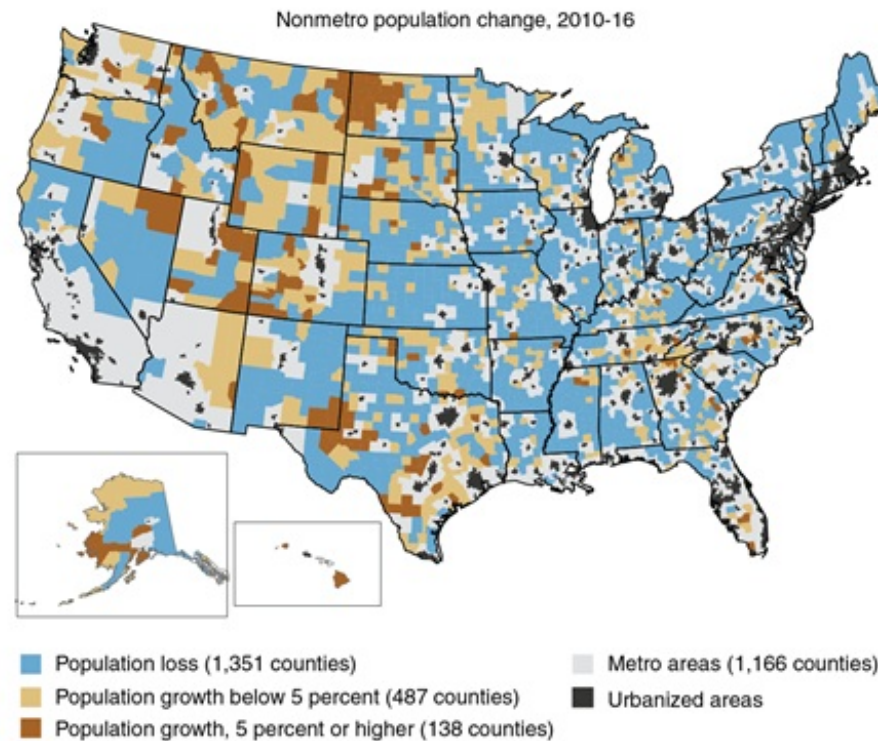 Nonmetro population change, 2010-16
Population loss (1,351 counties)
Population growth below 5 percent (487 counties)
Population growth, 5 percent or higher (138 counties)
Metro areas (1,166 counties)
Urbanized areas